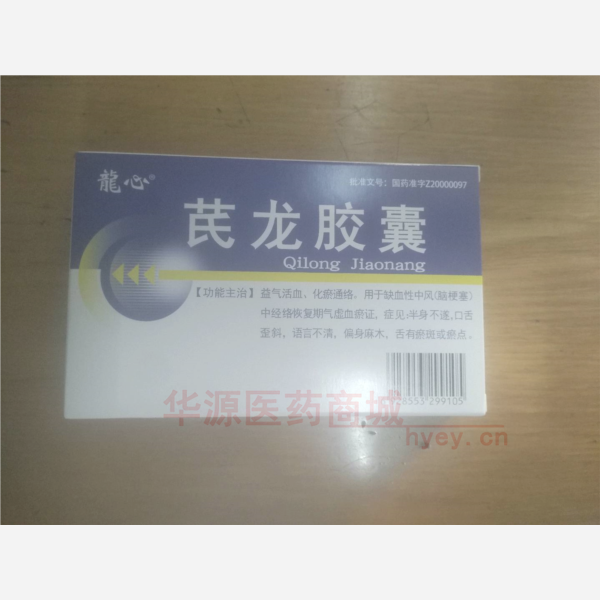 龍心®
批准文号：国药准字Z20000097
芪龙胶囊
Qilong Jiaonang
【功能主治】益气活血、化瘀通络，用于缺血性中风(脑梗塞)
中经络恢复期气虚血瘀证，症见:半身不遂，口舌
歪斜，语言不清，偏身麻木，舌有瘀斑或瘀点。
华源医药商城
hyey.cn